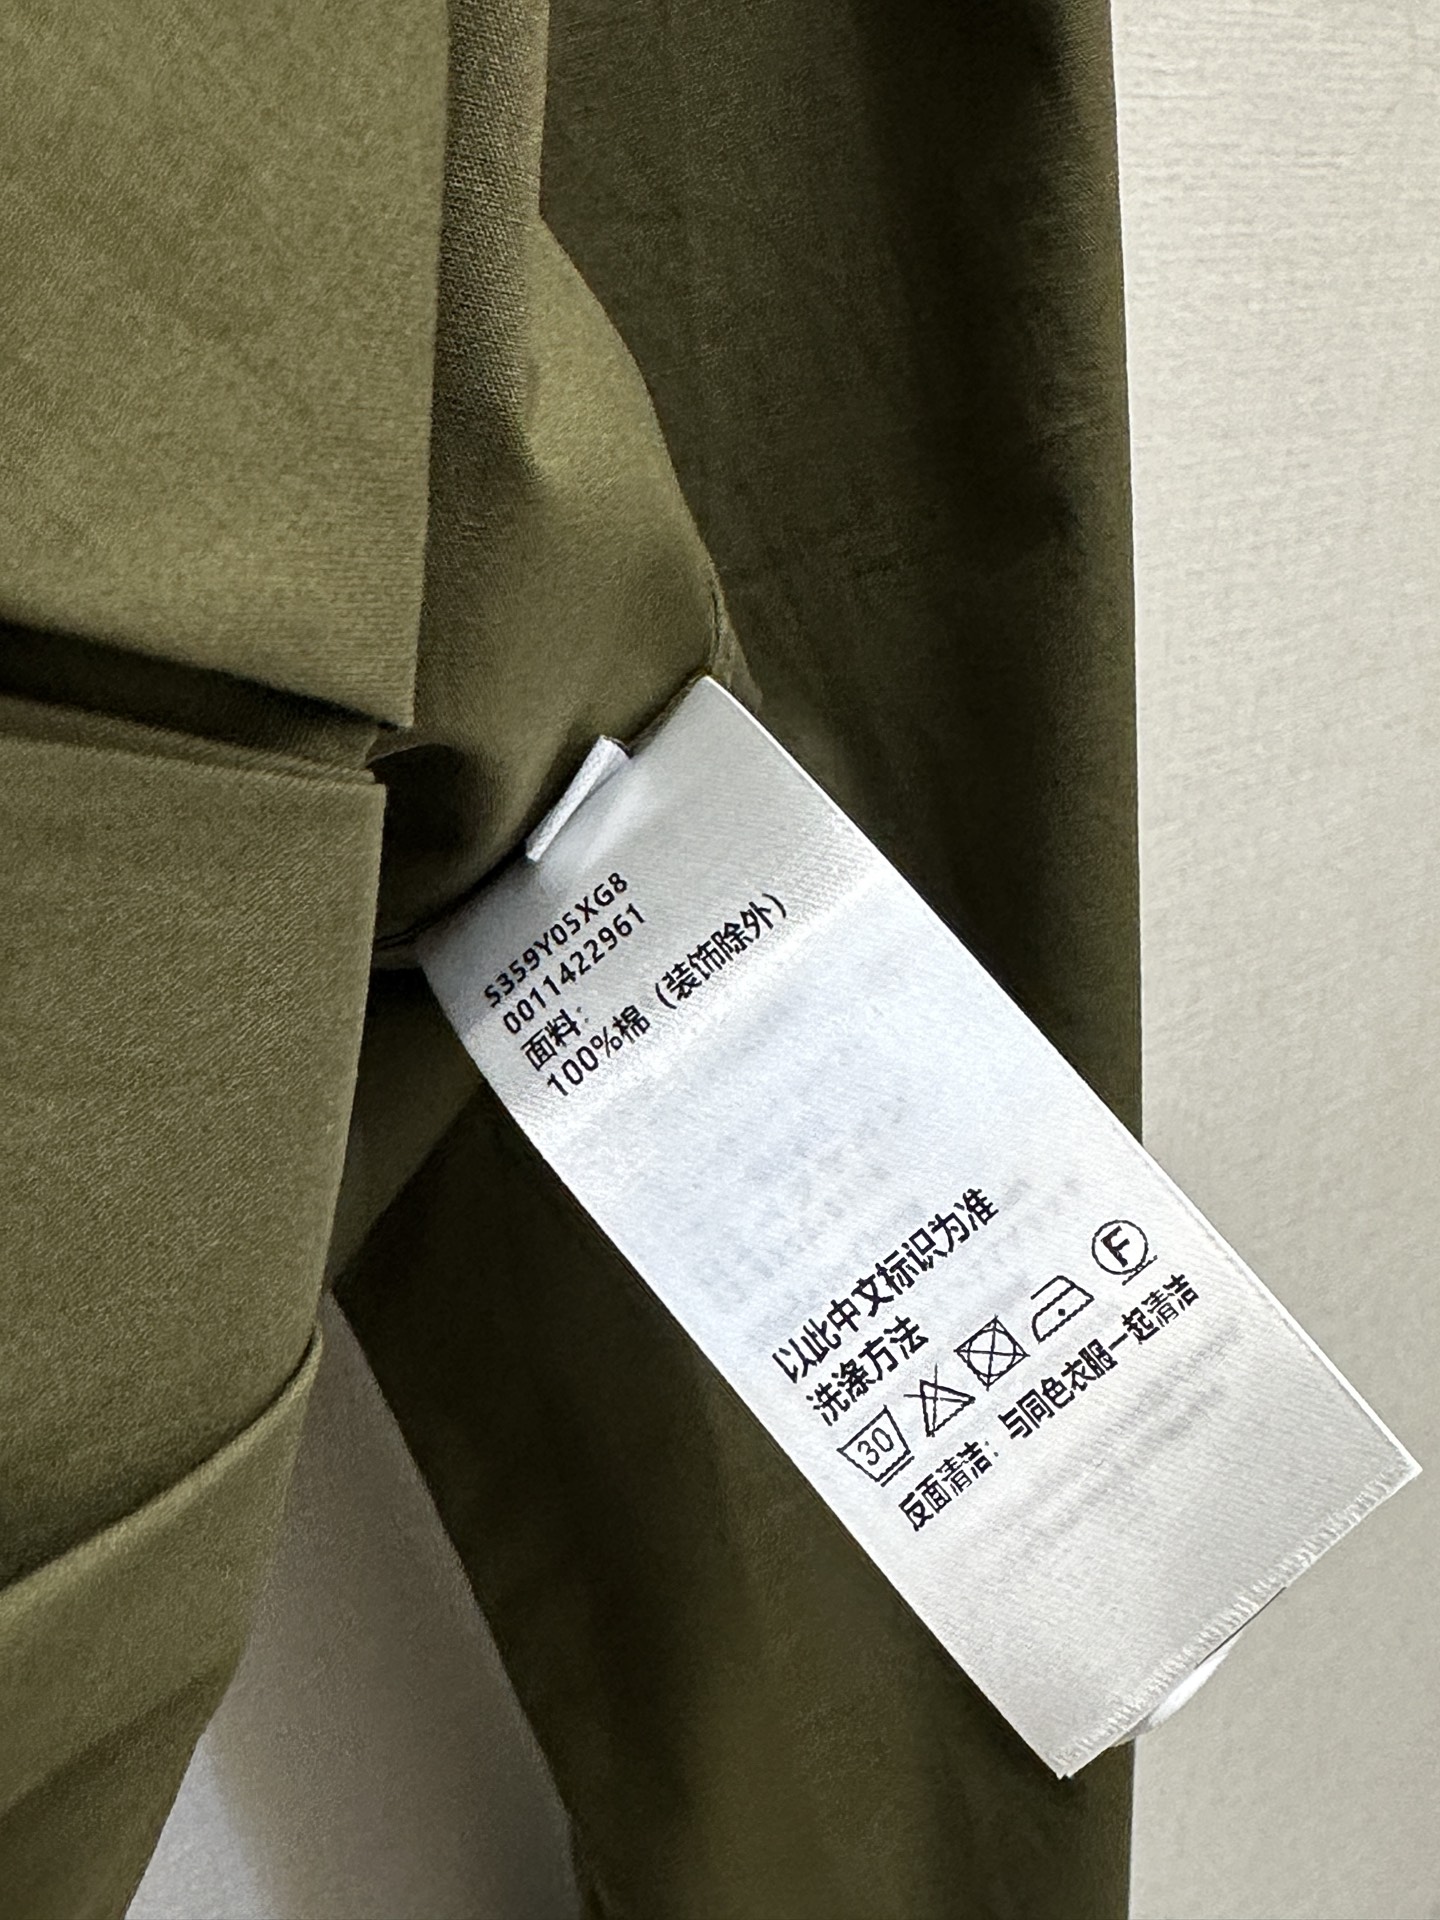 S359Y05XG8
0011422961
面料:
100%棉（装饰除外）
以此中文标识为准
洗涤方法
30 F
反面清洁：与同色衣服一起清洁